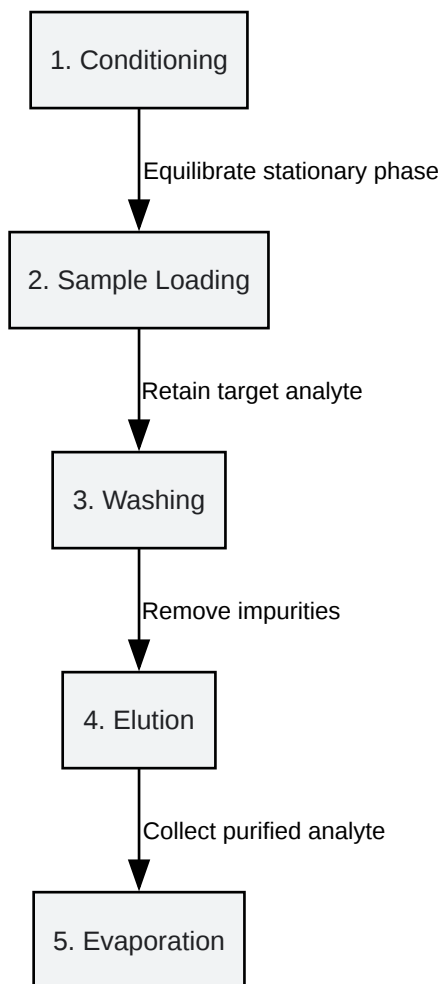 1. Conditioning
Equilibrate stationary phase
2. Sample Loading
Retain target analyte
3. Washing
Remove impurities
4. Elution
Collect purified analyte
5. Evaporation